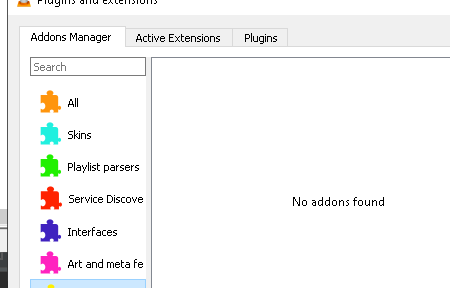 Plugins and extensions
Addons Manager
Active Extensions
Plugins
Search
All
Skins
Playlist parsers
Service Discove
Interfaces
Art and meta fe
No addons found